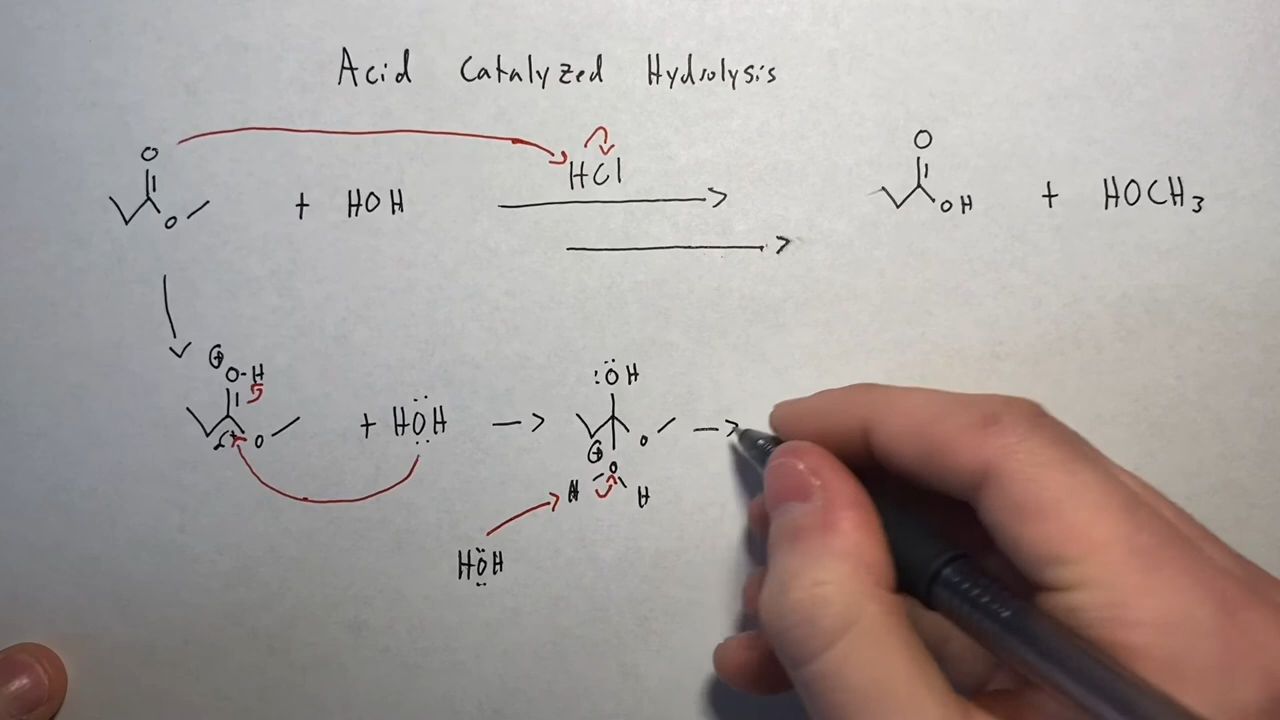 Acid Catalyzed Hydrolysis
O
HCl
O
O + HOH
OH + HOCH3
+
O-H
:ÖH
O + HÖH
O
+
O
H H
HÖH